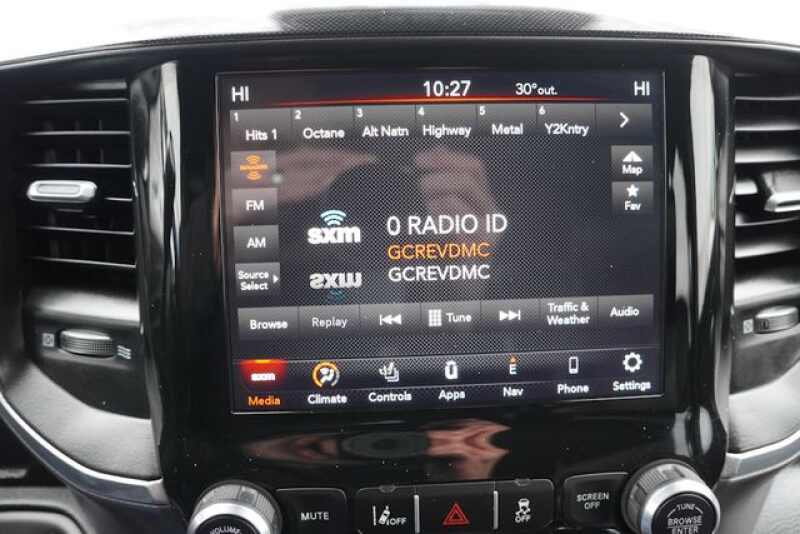 HI 10:27 30°out. HI
1 2 3 4 5 6
Hits 1 Octane Alt Natn Highway Metal Y2Kntry
Map
FM
Fav
sxm 0 RADIO ID
AM
GCREVDMC
Source
Select
GCREVDMC
Browse Replay Tune Traffic &
Weather Audio
sxm E
Media Climate Controls Apps Nav Phone Settings
VOLUME MUTE OFF OFF SCREEN
OFF TUNE
BROWSE
ENTER